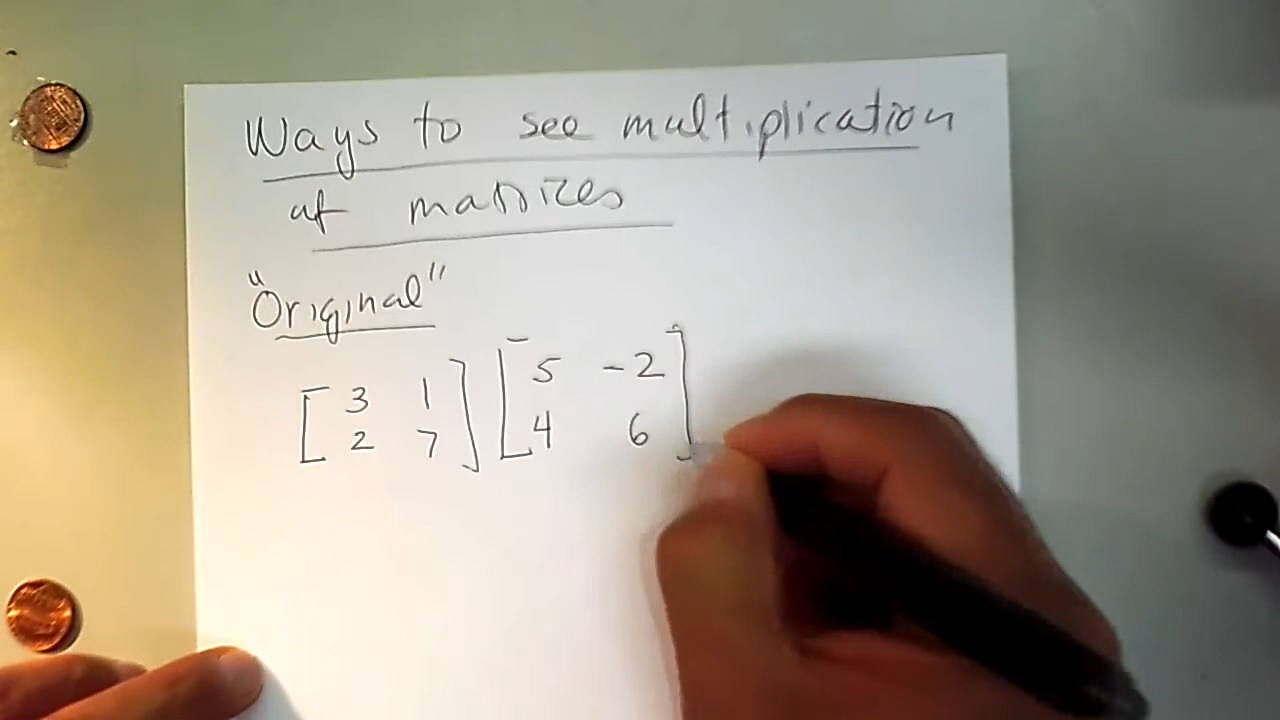 Ways to see multiplication
of matrizes
"Original"
[ 3 1 ] [ 5 -2 ]
[ 2 7 ] [ 4 6 ]